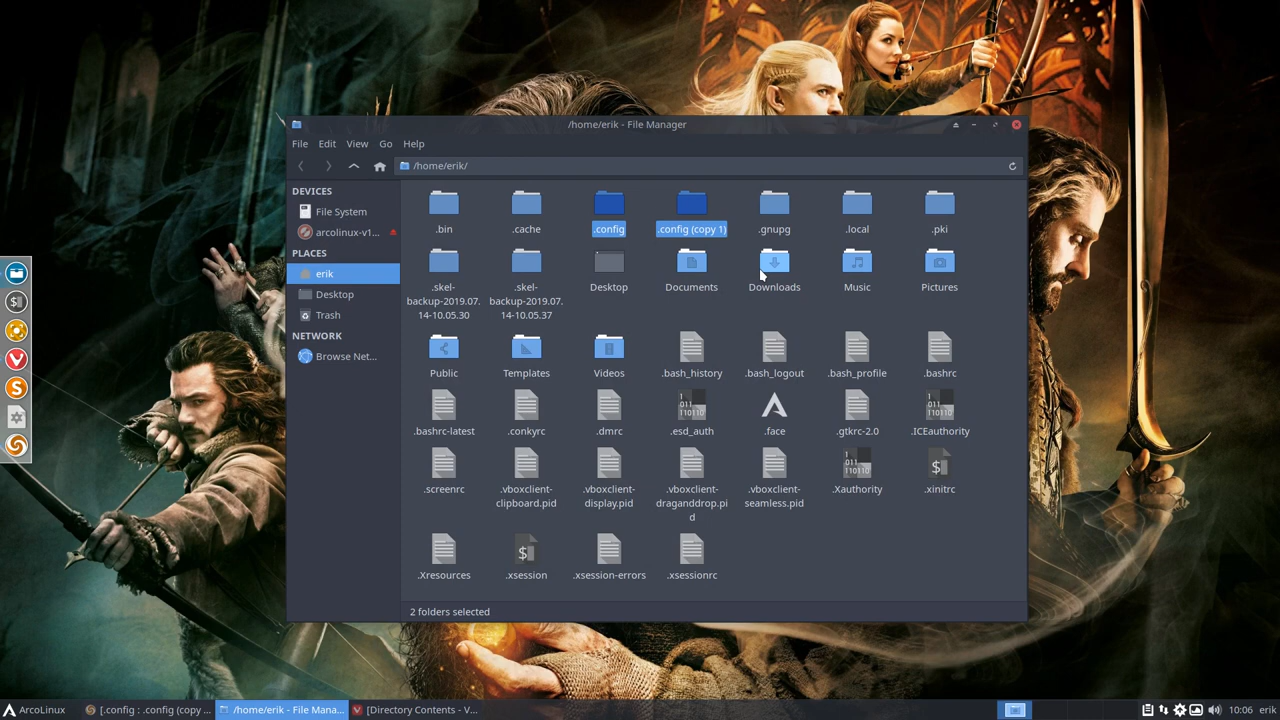 /home/erik - File Manager
File Edit View Go Help
/home/erik/
DEVICES
File System
arcolinux-v1...
PLACES
erik
Desktop
Trash
NETWORK
Browse Net...
.bin .cache .config .config (copy 1) .gnupg .local .pki
.skel-backup-2019.07.14-10.05.30 .skel-backup-2019.07.14-10.05.37 Desktop Documents Downloads Music Pictures
Public Templates Videos .bash_history .bash_logout .bash_profile .bashrc
.bashrc-latest .conkyrc .dmrc .esd_auth .face .gtkrc-2.0 .ICEauthority
.screenrc .vboxclient-clipboard.pid .vboxclient-display.pid .vboxclient-draganddrop.pid .vboxclient-seamless.pid .Xauthority .xinitrc
.Xresources .xsession .xsession-errors .xsessionrc
2 folders selected
ArcoLinux [.config : .config (copy ... /home/erik - File Mana... [Directory Contents - V... 10:06 erik